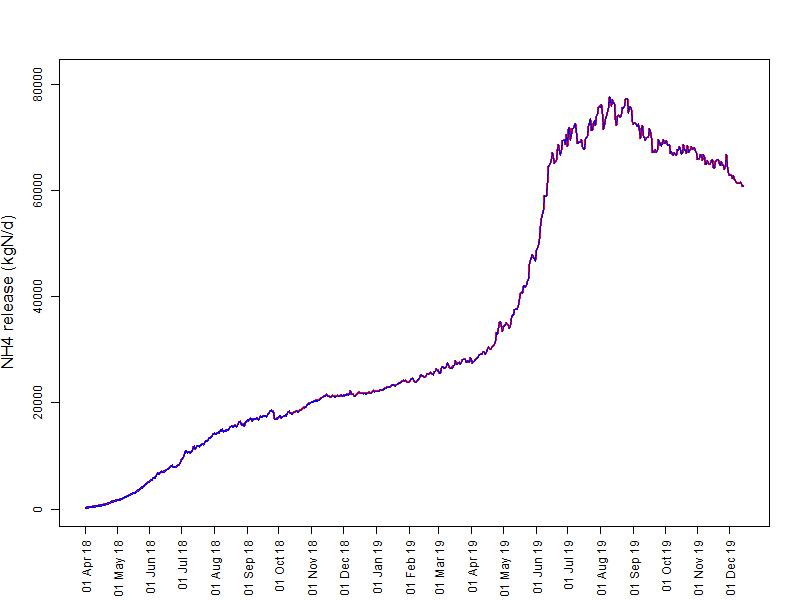 NH4 release (kgN/d)
80000
60000
40000
20000
0
01 Apr 18
01 May 18
01 Jun 18
01 Jul 18
01 Aug 18
01 Sep 18
01 Oct 18
01 Nov 18
01 Dec 18
01 Jan 19
01 Feb 19
01 Mar 19
01 Apr 19
01 May 19
01 Jun 19
01 Jul 19
01 Aug 19
01 Sep 19
01 Oct 19
01 Nov 19
01 Dec 19